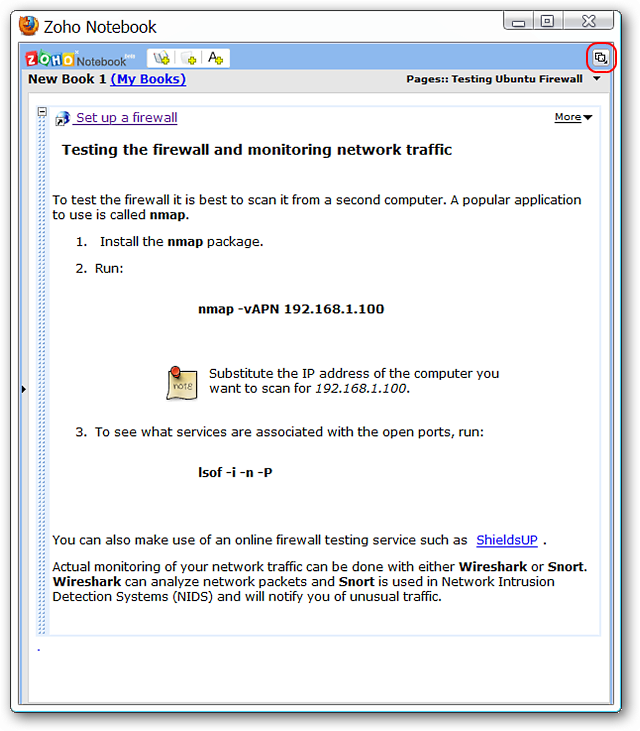 Zoho Notebook
ZOHO Notebook beta
New Book 1 (My Books) Pages:: Testing Ubuntu Firewall
Set up a firewall More
Testing the firewall and monitoring network traffic
To test the firewall it is best to scan it from a second computer. A popular application
to use is called nmap.
1. Install the nmap package.
2. Run:
nmap -vAPN 192.168.1.100
note
Substitute the IP address of the computer you
want to scan for 192.168.1.100.
3. To see what services are associated with the open ports, run:
lsof -i -n -P
You can also make use of an online firewall testing service such as ShieldsUP .
Actual monitoring of your network traffic can be done with either Wireshark or Snort.
Wireshark can analyze network packets and Snort is used in Network Intrusion
Detection Systems (NIDS) and will notify you of unusual traffic.
.